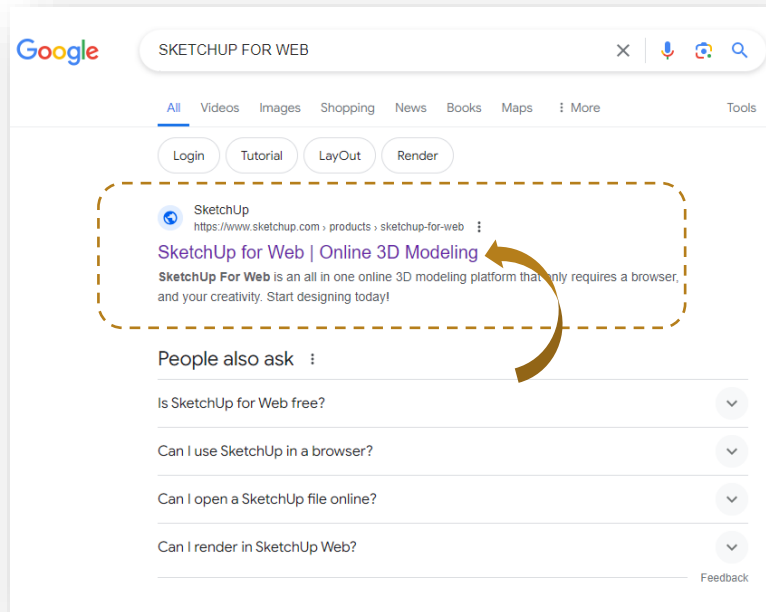 Google
SKETCHUP FOR WEB
All Videos Images Shopping News Books Maps More Tools
Login Tutorial LayOut Render
SketchUp
https://www.sketchup.com › products › sketchup-for-web
SketchUp for Web | Online 3D Modeling
SketchUp For Web is an all in one online 3D modeling platform that only requires a browser,
and your creativity. Start designing today!
People also ask
Is SketchUp for Web free?
Can I use SketchUp in a browser?
Can I open a SketchUp file online?
Can I render in SketchUp Web?
Feedback